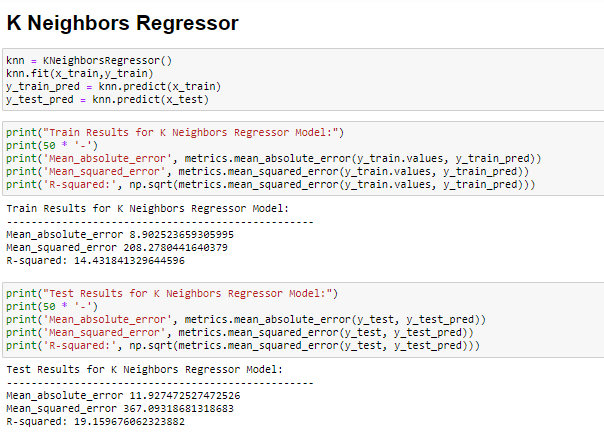 K Neighbors Regressor
knn = KNeighborsRegressor()
knn.fit(x_train,y_train)
y_train_pred = knn.predict(x_train)
y_test_pred = knn.predict(x_test)
print("Train Results for K Neighbors Regressor Model:")
print(50 * '-')
print('Mean_absolute_error', metrics.mean_absolute_error(y_train.values, y_train_pred))
print('Mean_squared_error', metrics.mean_squared_error(y_train.values, y_train_pred))
print('R-squared:', np.sqrt(metrics.mean_squared_error(y_train.values, y_train_pred)))
Train Results for K Neighbors Regressor Model:
--------------------------------------------------
Mean_absolute_error 8.902523659305995
Mean_squared_error 208.2780441640379
R-squared: 14.431841329644596
print("Test Results for K Neighbors Regressor Model:")
print(50 * '-')
print('Mean_absolute_error', metrics.mean_absolute_error(y_test, y_test_pred))
print('Mean_squared_error', metrics.mean_squared_error(y_test, y_test_pred))
print('R-squared:', np.sqrt(metrics.mean_squared_error(y_test, y_test_pred)))
Test Results for K Neighbors Regressor Model:
--------------------------------------------------
Mean_absolute_error 11.927472527472526
Mean_squared_error 367.09318681318683
R-squared: 19.159676062323882